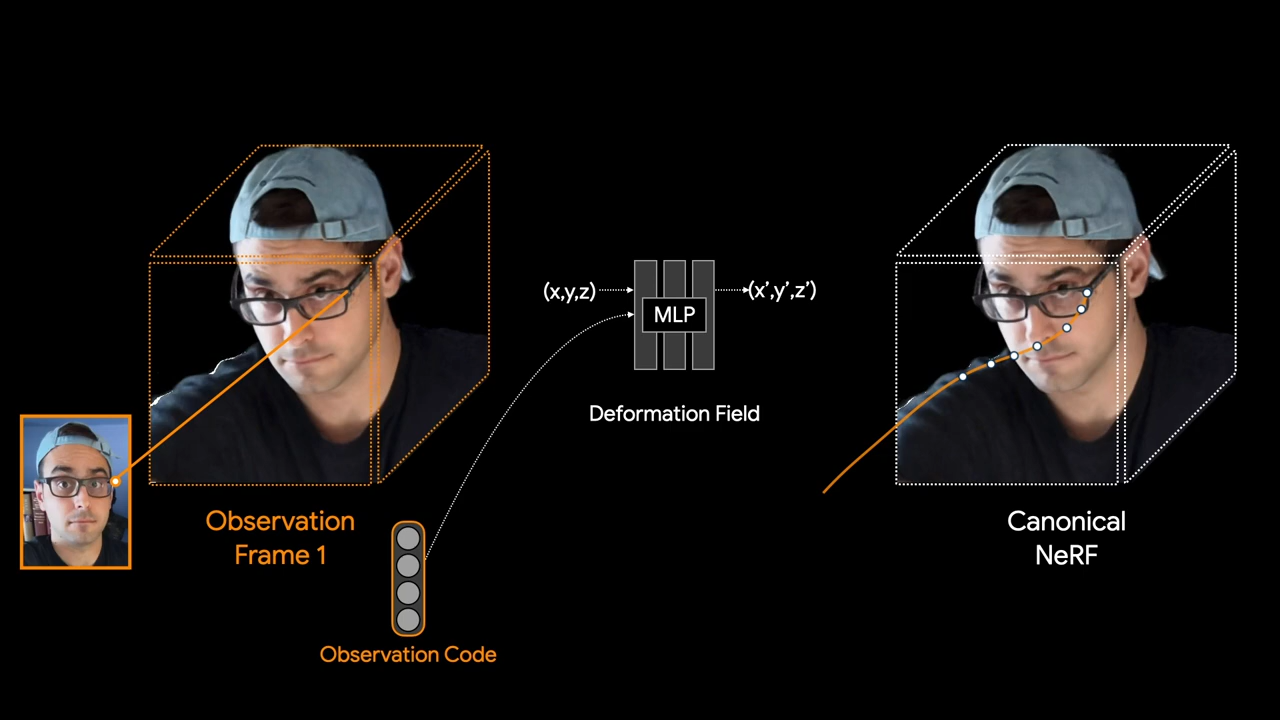 (x,y,z)
MLP
(x’,y’,z’)
Deformation Field
Observation
Frame 1
Canonical
NeRF
Observation Code